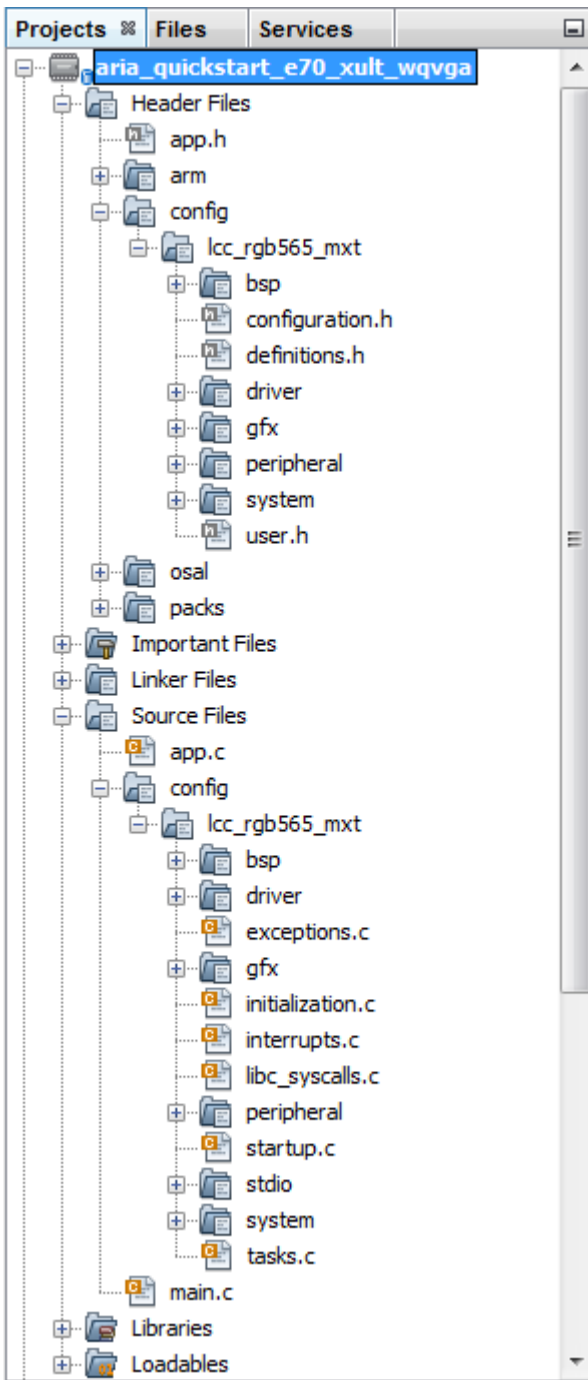 Projects Files Services
aria_quickstart_e70_xult_wqvga
Header Files
app.h
arm
config
lcc_rgb565_mxt
bsp
configuration.h
definitions.h
driver
gfx
peripheral
system
user.h
osal
packs
Important Files
Linker Files
Source Files
app.c
config
lcc_rgb565_mxt
bsp
driver
exceptions.c
gfx
initialization.c
interrupts.c
libc_syscalls.c
peripheral
startup.c
stdio
system
tasks.c
main.c
Libraries
Loadables